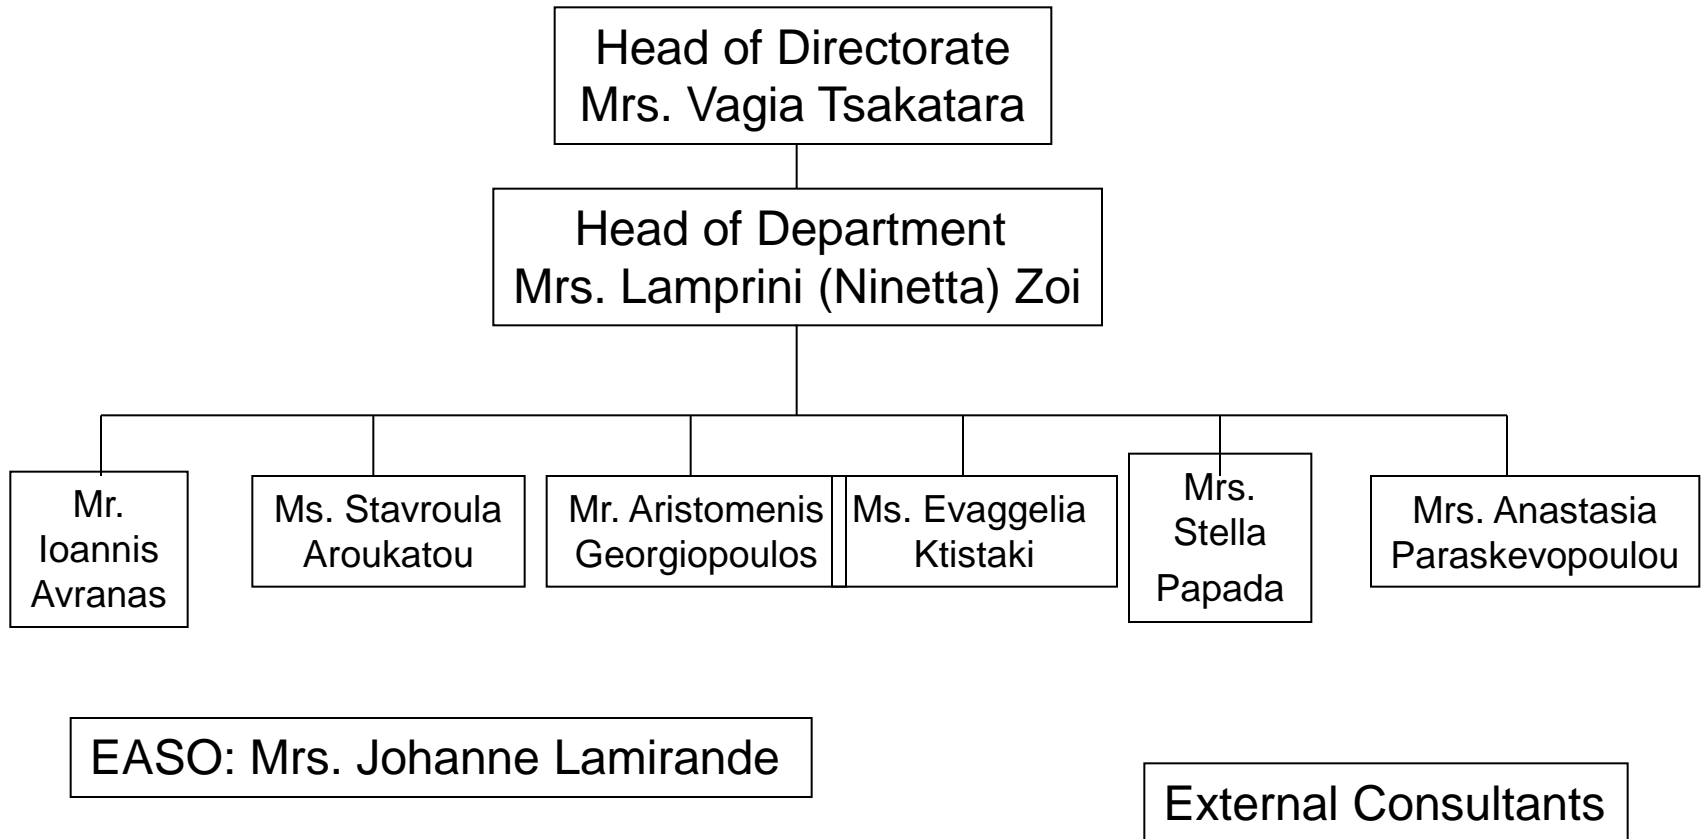 Head of Directorate
Mrs. Vagia Tsakatara
Head of Department
Mrs. Lamprini (Ninetta) Zoi
Mr.
Ioannis
Avranas
Ms. Stavroula
Aroukatou
Mr. Aristomenis
Georgiopoulos
Ms. Evaggelia
Ktistaki
Mrs.
Stella
Papada
Mrs. Anastasia
Paraskevopoulou
EASO: Mrs. Johanne Lamirande
External Consultants